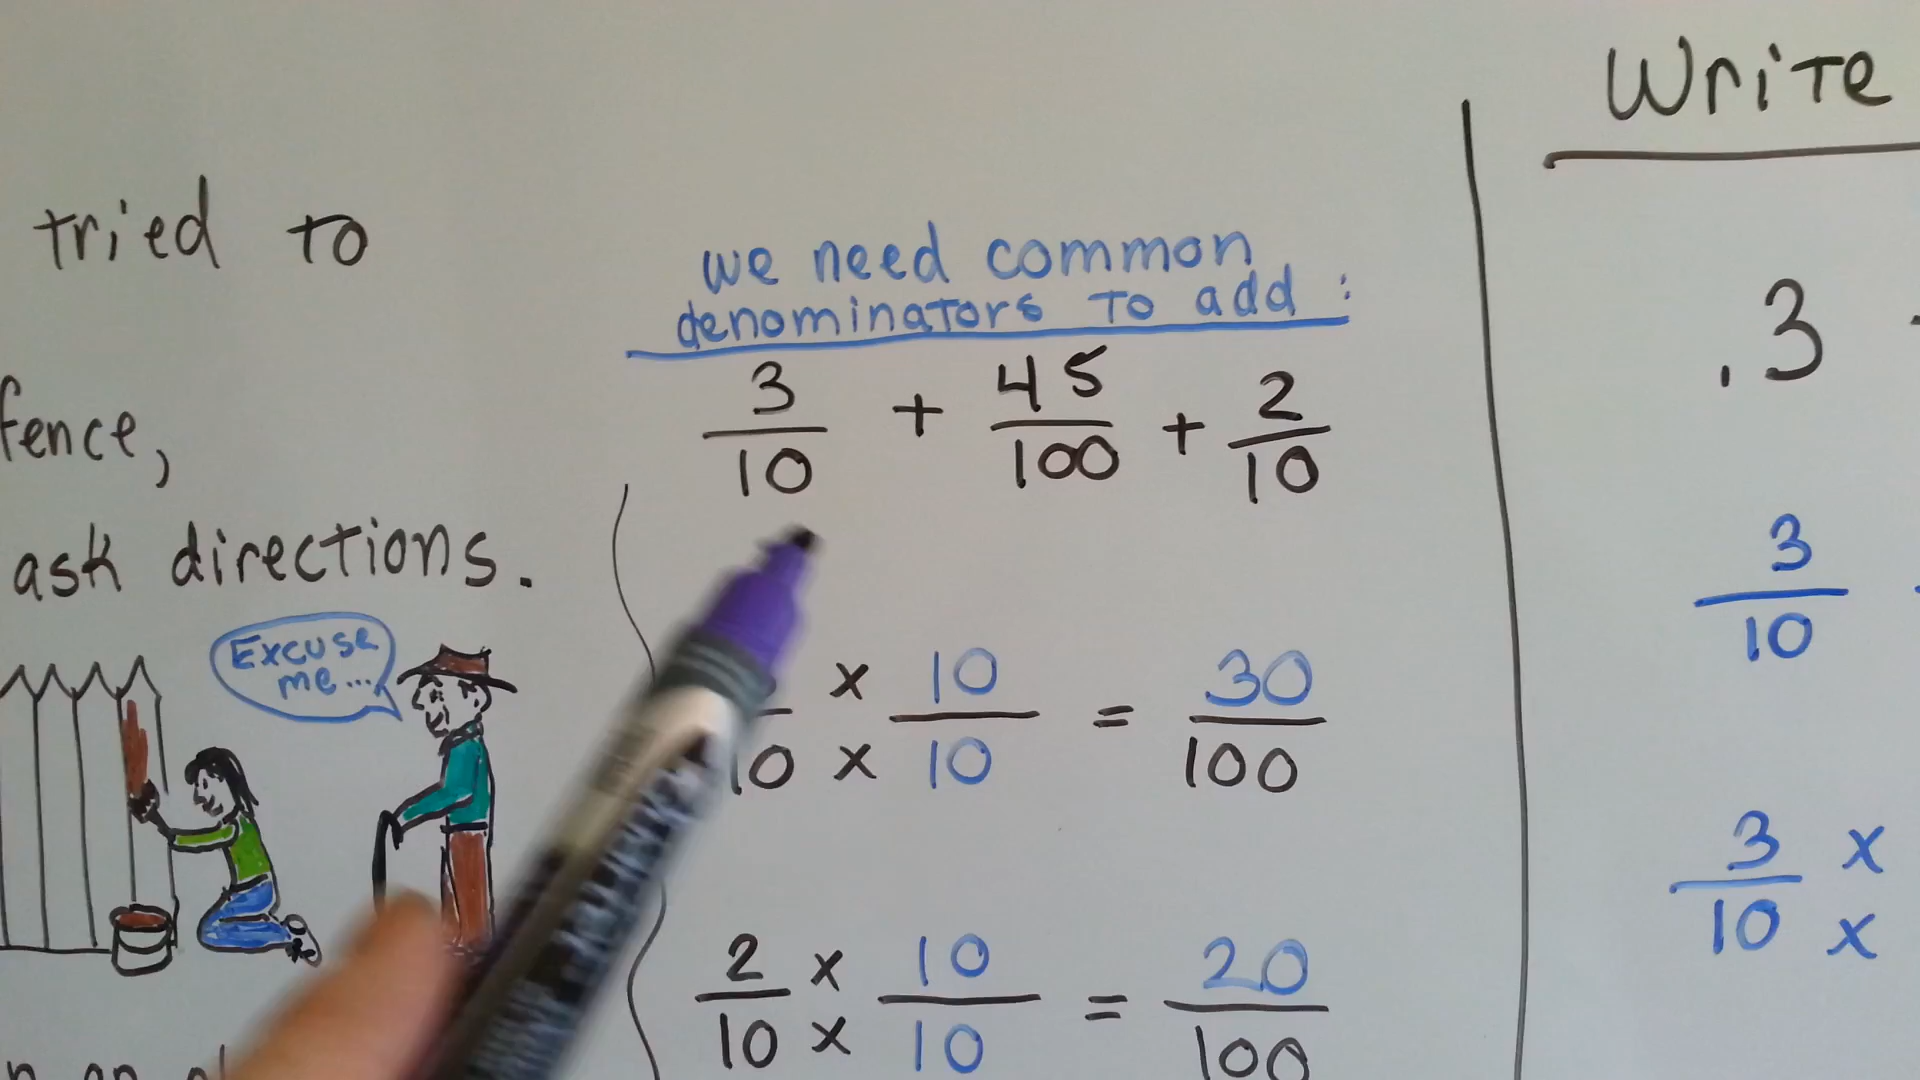 tried to
fence,
ask directions.
Excuse
me...
we need common
denominators to add :
3/10 + 45/100 + 2/10
10 x 10 = 30
10 x 10 100
2/10 x 10/10 = 20/100
Write
.3
3/10
3 x
10 x